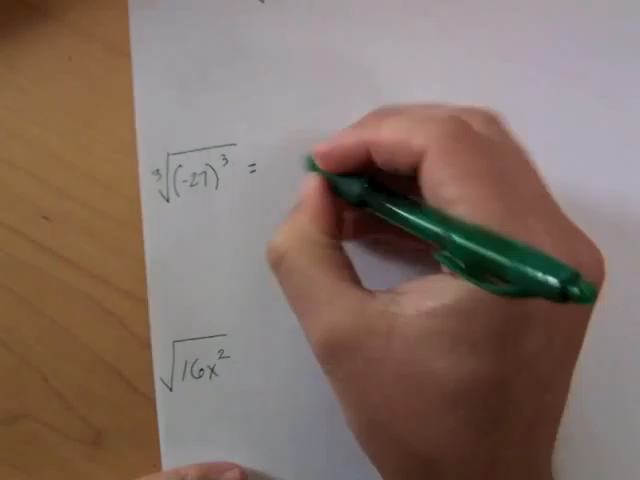 ∛(-27)³ =
√16x²